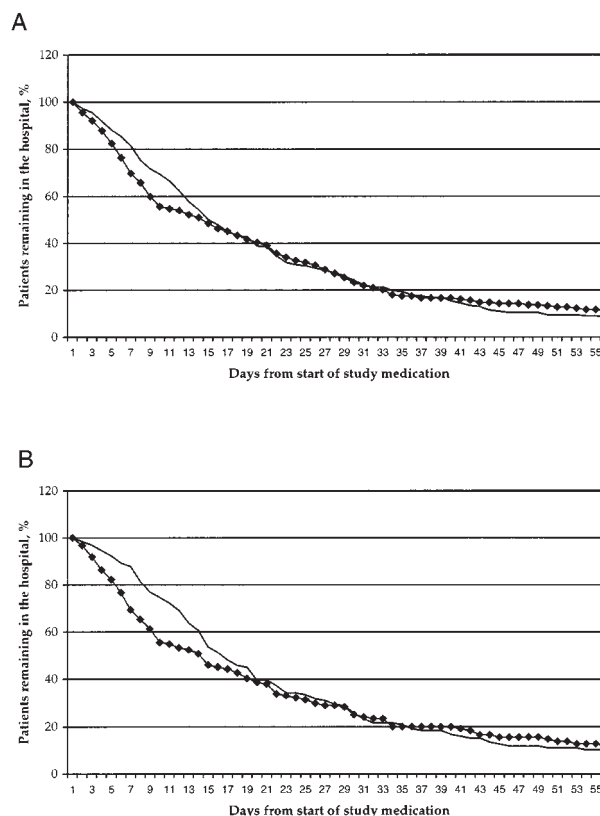 A
120
100
80
60
40
20
0
Patients remaining in the hospital, %
1 3 5 7 9 11 13 15 17 19 21 23 25 27 29 31 33 35 37 39 41 43 45 47 49 51 53 55
Days from start of study medication
B
120
100
80
60
40
20
0
Patients remaining in the hospital, %
1 3 5 7 9 11 13 15 17 19 21 23 25 27 29 31 33 35 37 39 41 43 45 47 49 51 53 55
Days from start of study medication